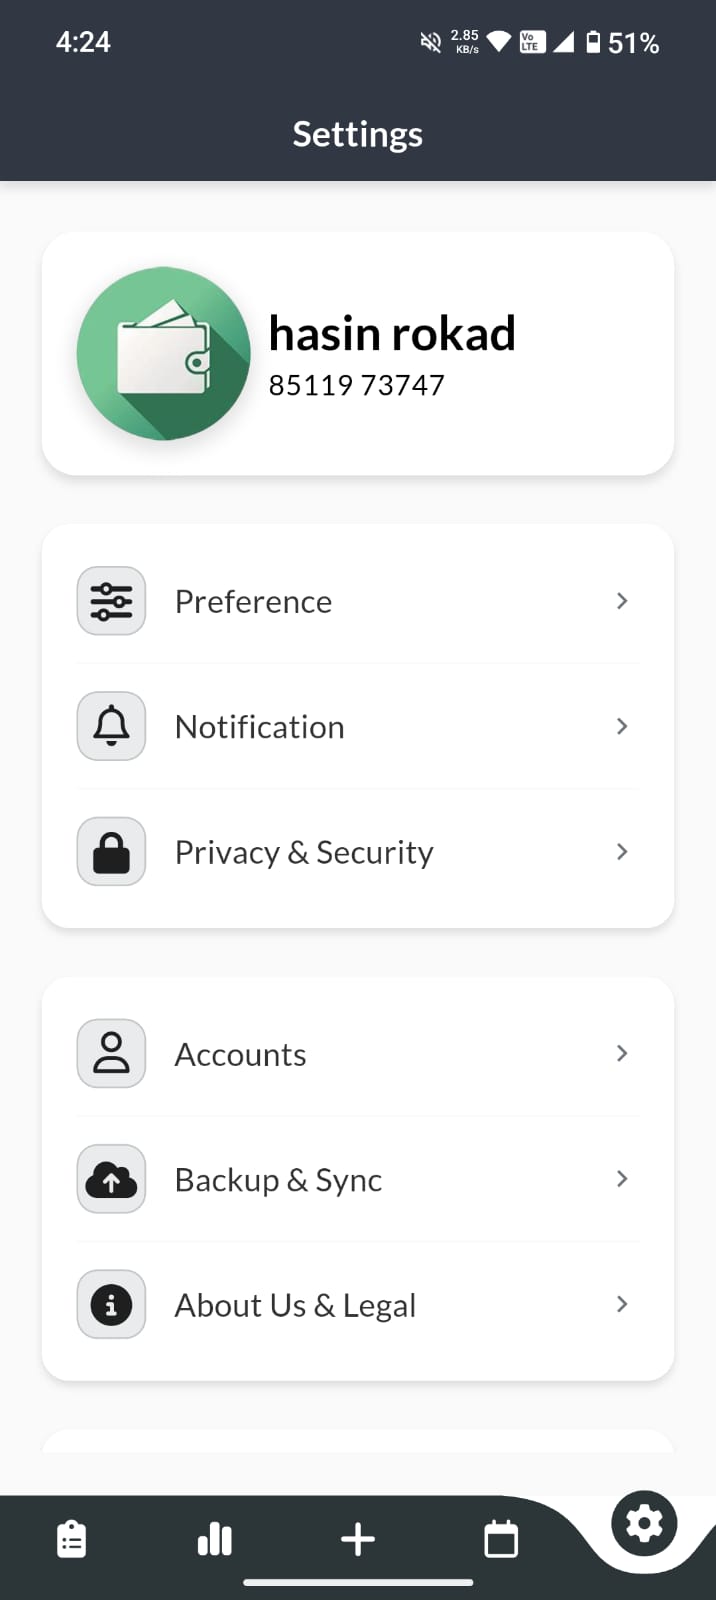 4:24
2.85
KB/s
Vo
LTE
51%
Settings
hasin rokad
85119 73747
Preference
Notification
Privacy & Security
Accounts
Backup & Sync
About Us & Legal